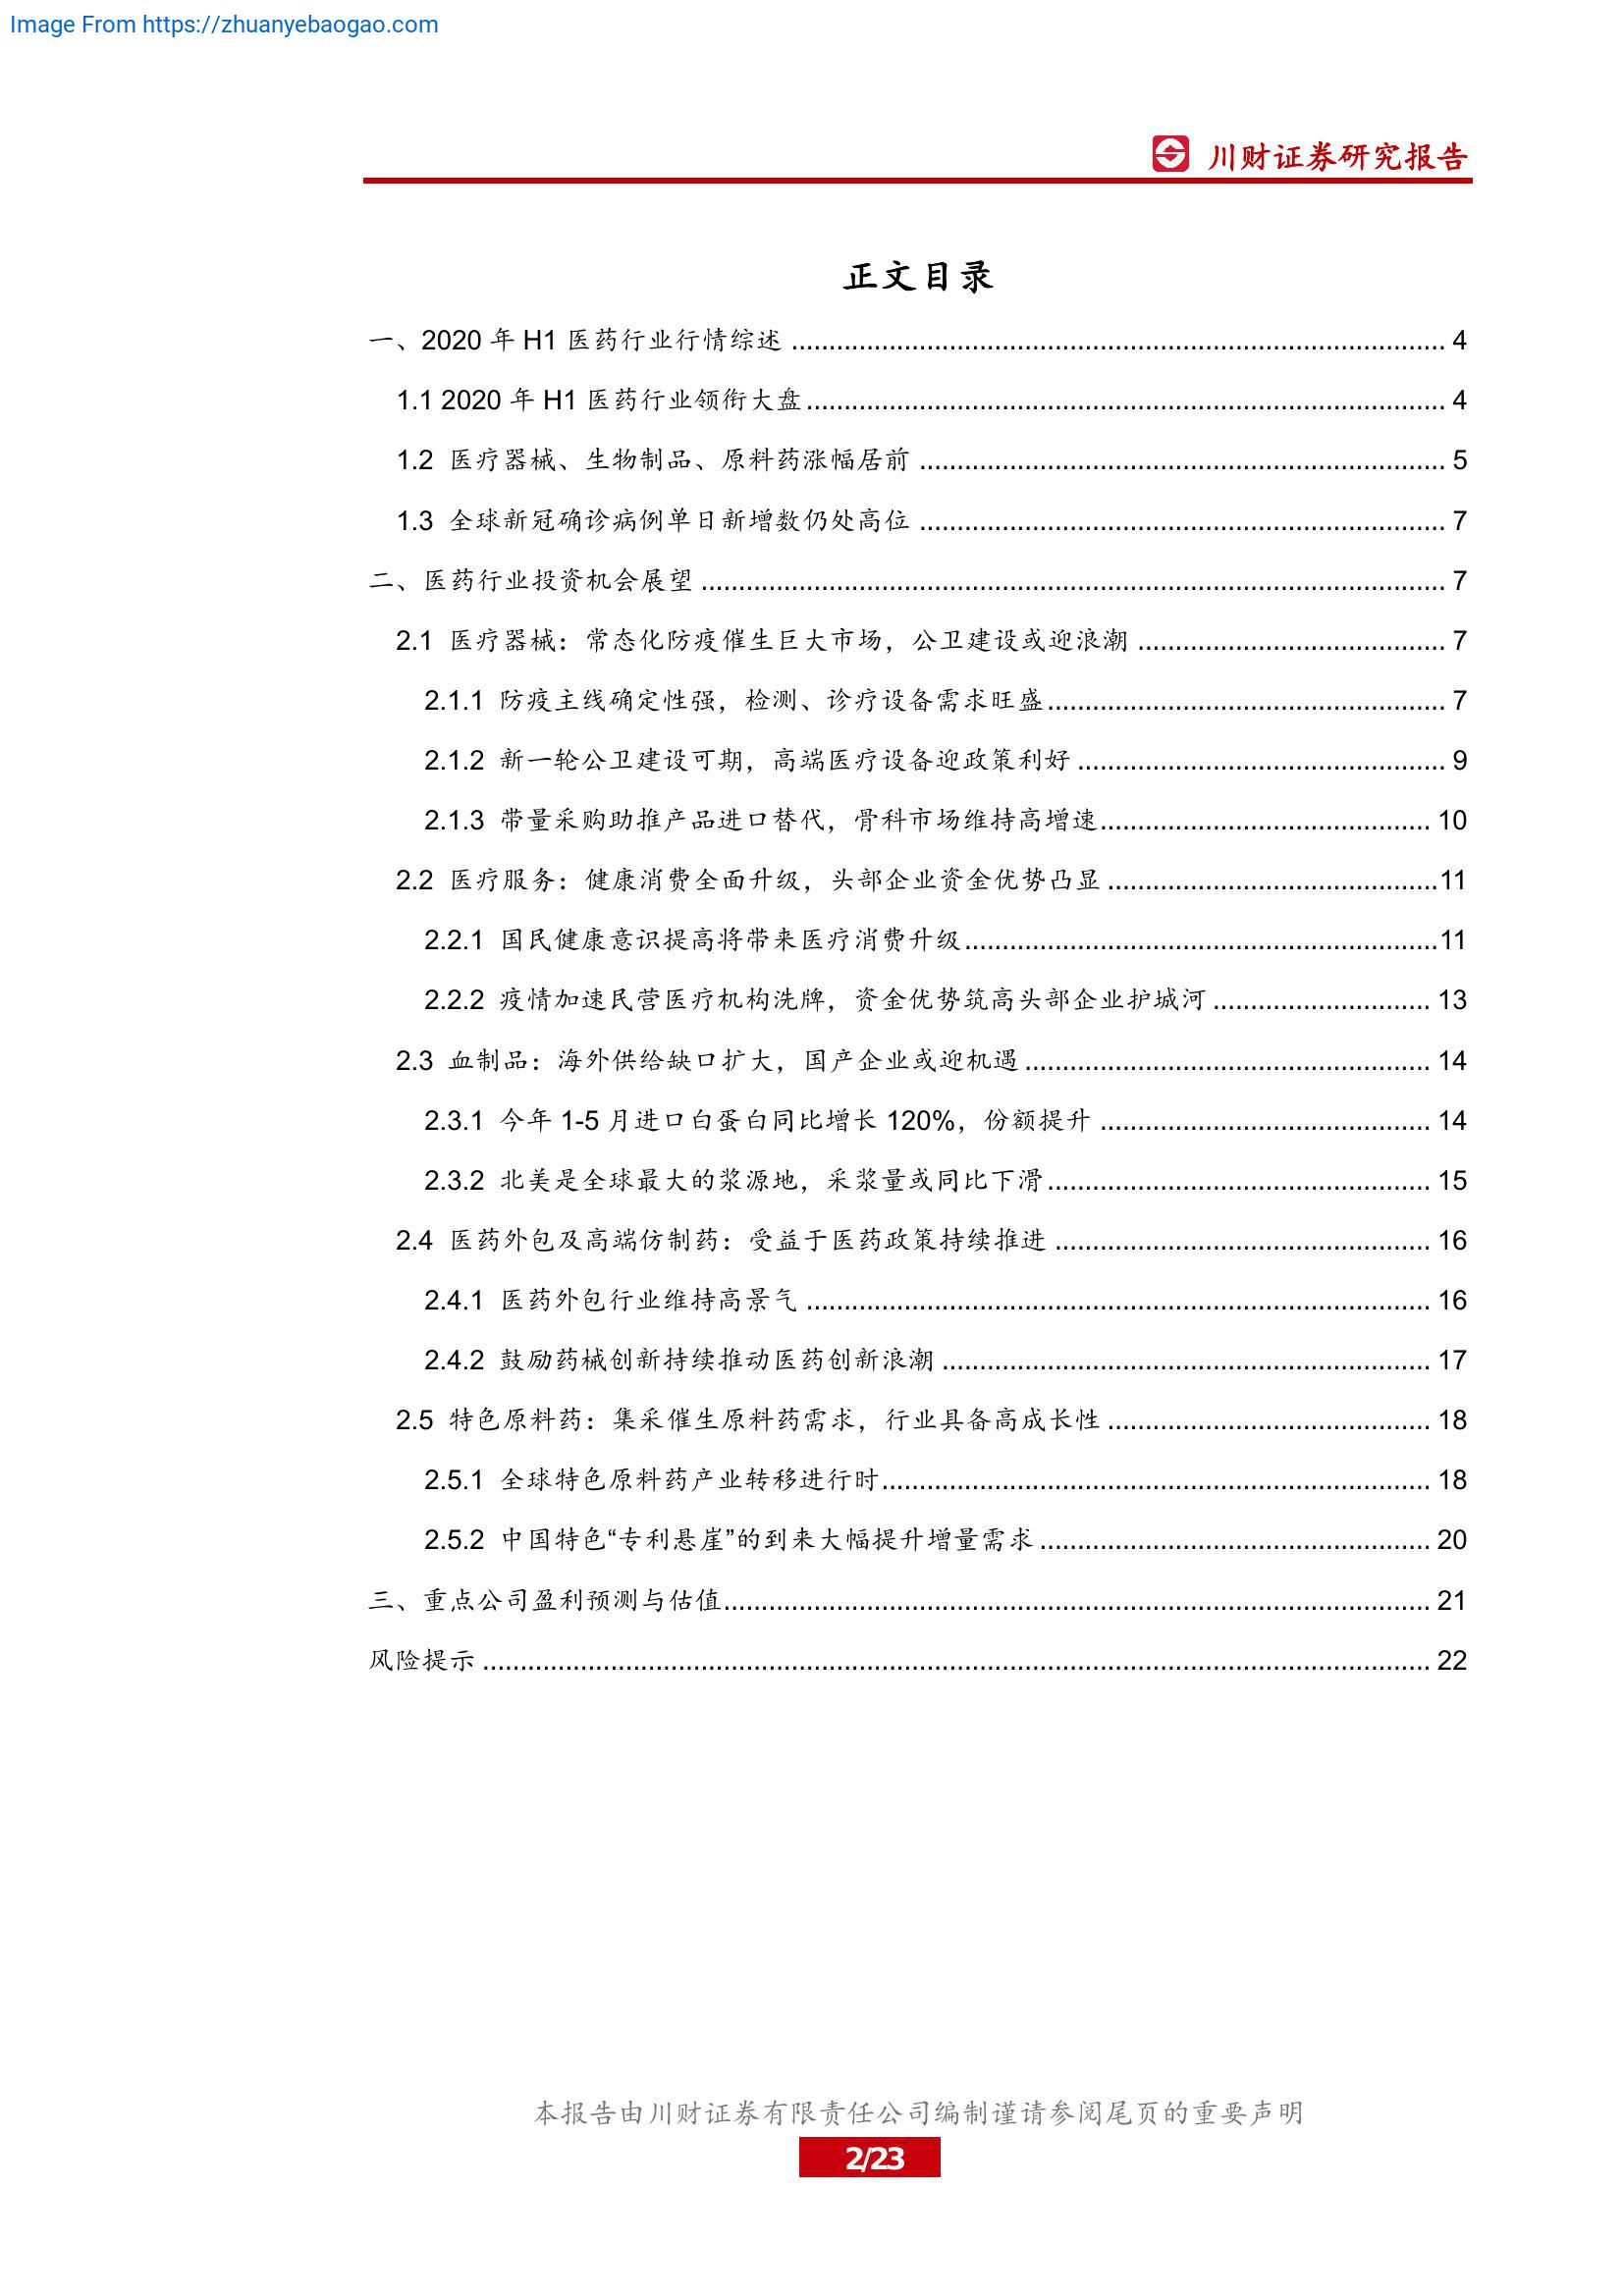 Image From https://zhuanyebaogao.com
川财证券研究报告
正文目录
一、2020 年 H1 医药行业行情综述 ........ 4
1.1 2020 年 H1 医药行业领衔大盘 ........ 4
1.2 医疗器械、生物制品、原料药涨幅居前 ........ 5
1.3 全球新冠确诊病例单日新增数仍处高位 ........ 7
二、医药行业投资机会展望 ........ 7
2.1 医疗器械：常态化防疫催生巨大市场，公卫建设或迎浪潮 ........ 7
2.1.1 防疫主线确定性强，检测、诊疗设备需求旺盛 ........ 7
2.1.2 新一轮公卫建设可期，高端医疗设备迎政策利好 ........ 9
2.1.3 带量采购助推产品进口替代，骨科市场维持高增速 ........ 10
2.2 医疗服务：健康消费全面升级，头部企业资金优势凸显 ........ 11
2.2.1 国民健康意识提高将带来医疗消费升级 ........ 11
2.2.2 疫情加速民营医疗机构洗牌，资金优势筑高头部企业护城河 ........ 13
2.3 血制品：海外供给缺口扩大，国产企业或迎机遇 ........ 14
2.3.1 今年 1-5 月进口白蛋白同比增长 120%，份额提升 ........ 14
2.3.2 北美是全球最大的浆源地，采浆量或同比下滑 ........ 15
2.4 医药外包及高端仿制药：受益于医药政策持续推进 ........ 16
2.4.1 医药外包行业维持高景气 ........ 16
2.4.2 鼓励药械创新持续推动医药创新浪潮 ........ 17
2.5 特色原料药：集采催生原料药需求，行业具备高成长性 ........ 18
2.5.1 全球特色原料药产业转移进行时 ........ 18
2.5.2 中国特色“专利悬崖”的到来大幅提升增量需求 ........ 20
三、重点公司盈利预测与估值 ........ 21
风险提示 ........ 22
本报告由川财证券有限责任公司编制谨请参阅尾页的重要声明
2/23